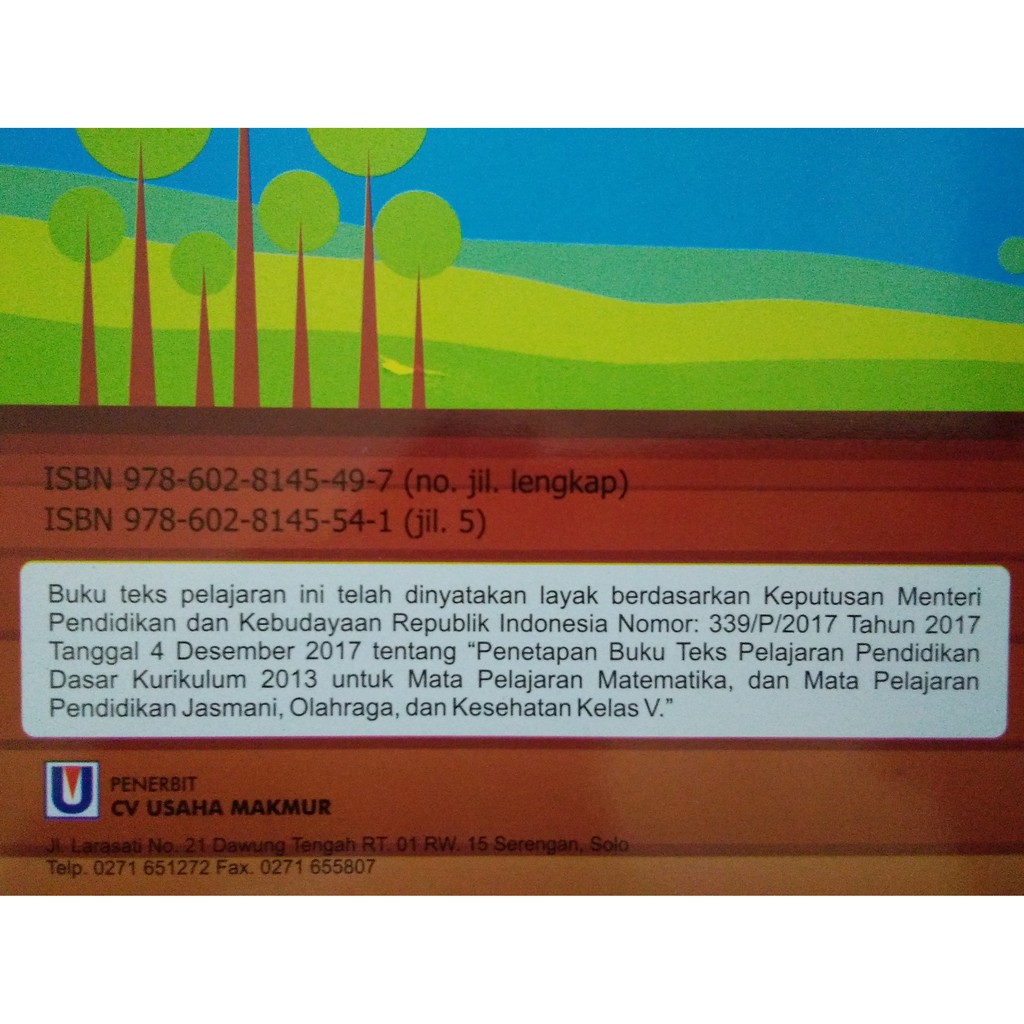 ISBN 978-602-8145-49-7 (no. jil. lengkap)
ISBN 978-602-8145-54-1 (jil. 5)
Buku teks pelajaran ini telah dinyatakan layak berdasarkan Keputusan Menteri
Pendidikan dan Kebudayaan Republik Indonesia Nomor: 339/P/2017 Tahun 2017
Tanggal 4 Desember 2017 tentang “Penetapan Buku Teks Pelajaran Pendidikan
Dasar Kurikulum 2013 untuk Mata Pelajaran Matematika, dan Mata Pelajaran
Pendidikan Jasmani, Olahraga, dan Kesehatan Kelas V.”
PENERBIT
CV USAHA MAKMUR
Jl. Larasati No. 21 Dawung Tengah RT. 01 RW. 15 Serengan, Solo
Telp. 0271 651272 Fax. 0271 655807